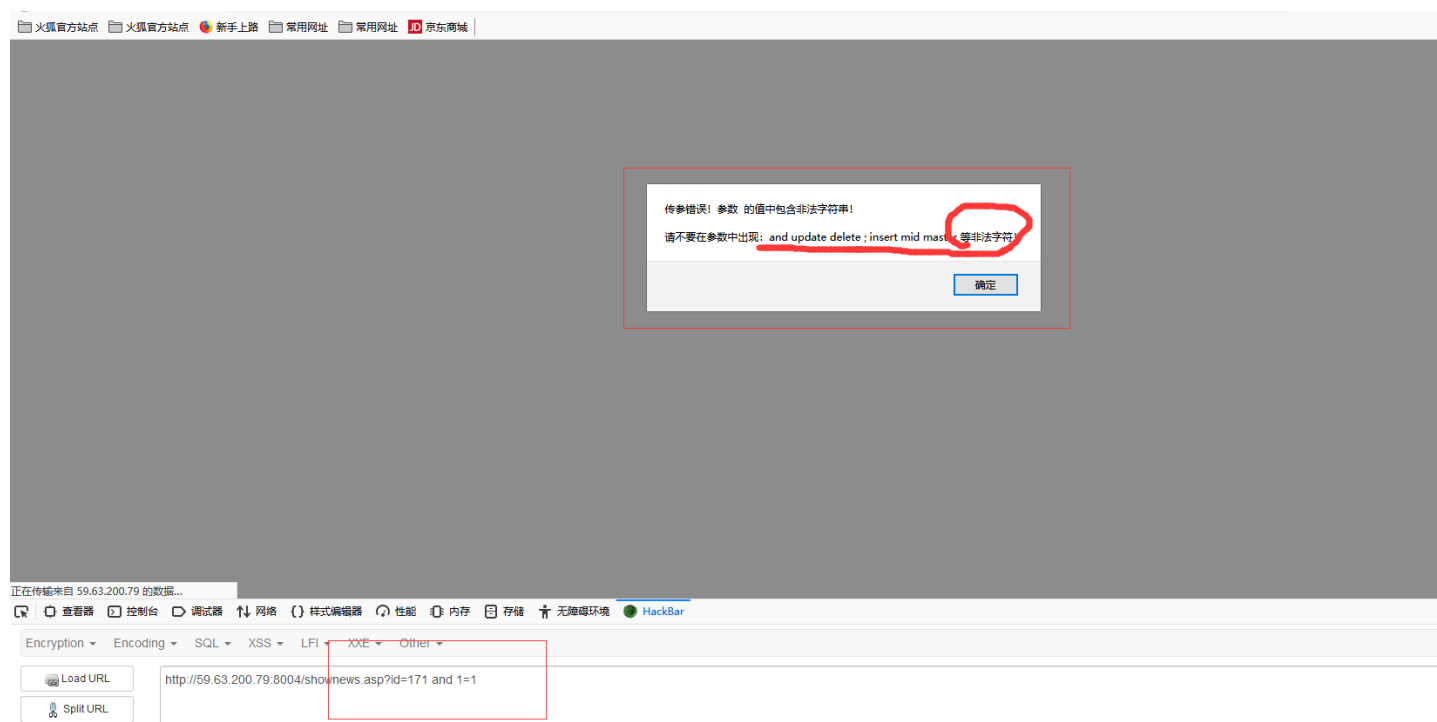 火狐官方站点 火狐官方站点 新手上路 常用网址 常用网址 JD 京东商城
传参错误！参数 的值中包含非法字符串！
请不要在参数中出现：and update delete ; insert mid master 等非法字符！
确定
正在传输来自 59.63.200.79 的数据...
查看器 控制台 调试器 网络 {} 样式编辑器 性能 内存 存储 无障碍环境 HackBar
Encryption Encoding SQL XSS LFI XXE Other
Load URL http://59.63.200.79:8004/shownews.asp?id=171 and 1=1
Split URL